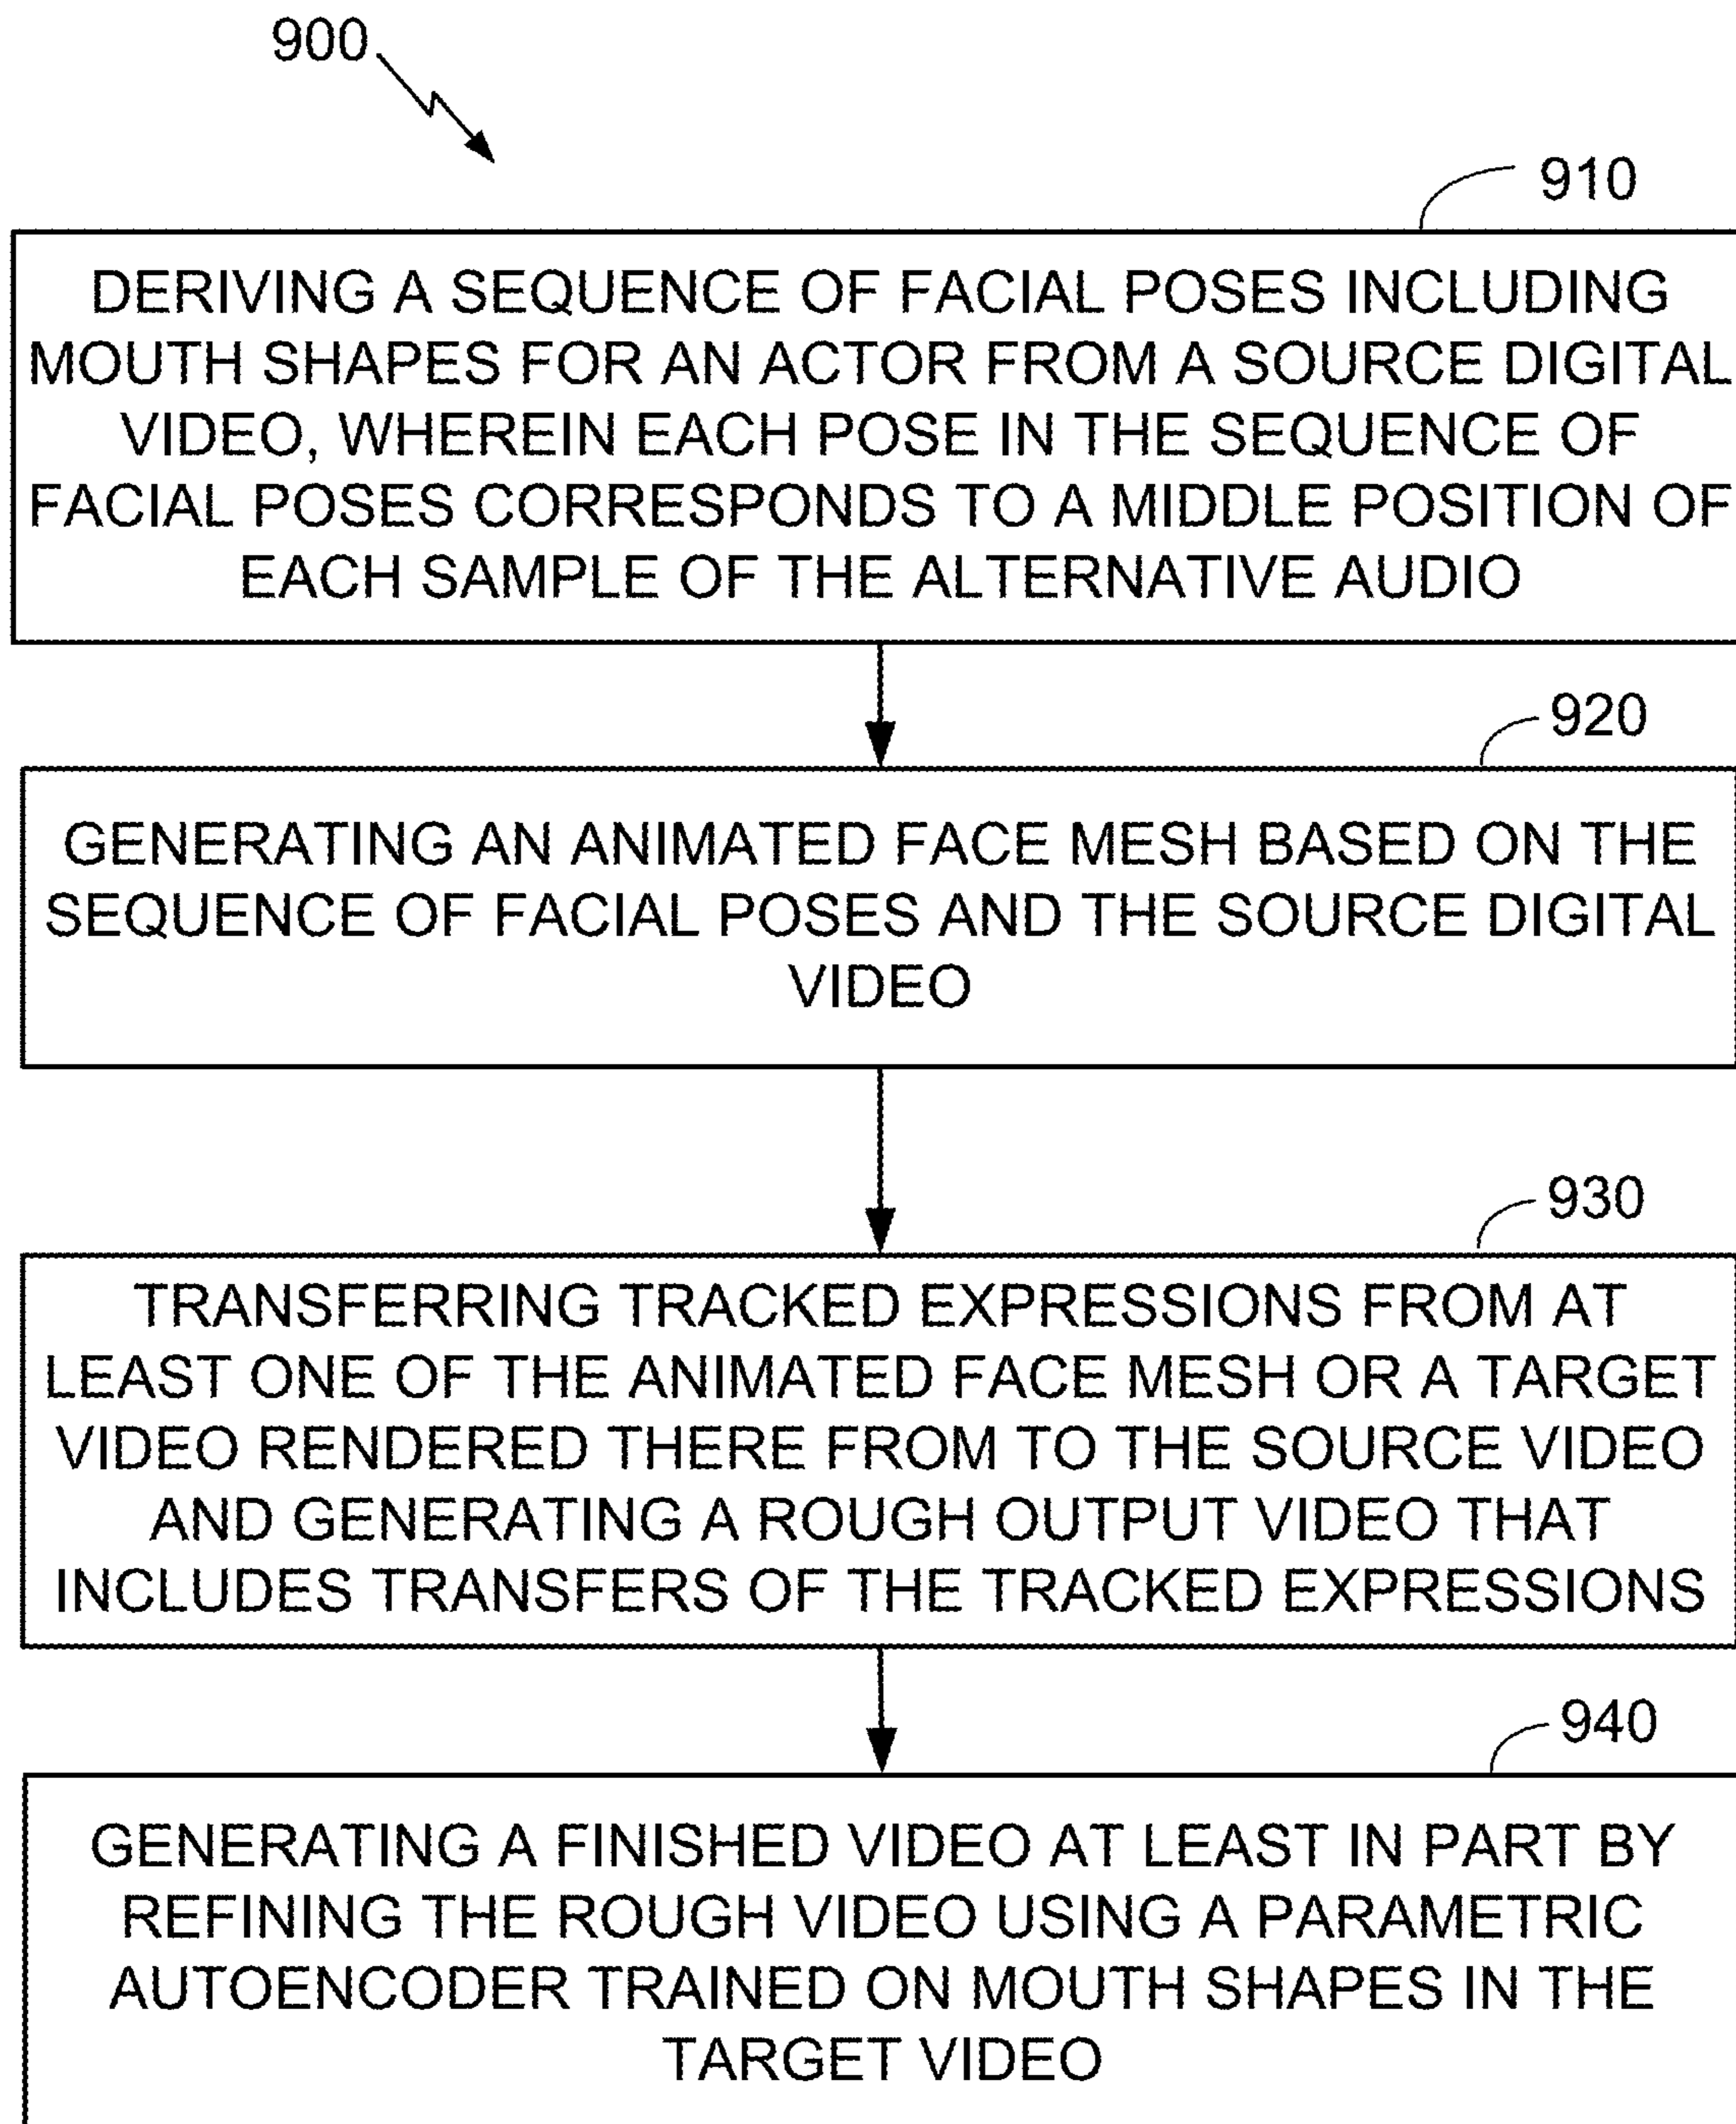 900
910
DERIVING A SEQUENCE OF FACIAL POSES INCLUDING
MOUTH SHAPES FOR AN ACTOR FROM A SOURCE DIGITAL
VIDEO, WHEREIN EACH POSE IN THE SEQUENCE OF
FACIAL POSES CORRESPONDS TO A MIDDLE POSITION OF
EACH SAMPLE OF THE ALTERNATIVE AUDIO
920
GENERATING AN ANIMATED FACE MESH BASED ON THE
SEQUENCE OF FACIAL POSES AND THE SOURCE DIGITAL
VIDEO
930
TRANSFERRING TRACKED EXPRESSIONS FROM AT
LEAST ONE OF THE ANIMATED FACE MESH OR A TARGET
VIDEO RENDERED THERE FROM TO THE SOURCE VIDEO
AND GENERATING A ROUGH OUTPUT VIDEO THAT
INCLUDES TRANSFERS OF THE TRACKED EXPRESSIONS
940
GENERATING A FINISHED VIDEO AT LEAST IN PART BY
REFINING THE ROUGH VIDEO USING A PARAMETRIC
AUTOENCODER TRAINED ON MOUTH SHAPES IN THE
TARGET VIDEO